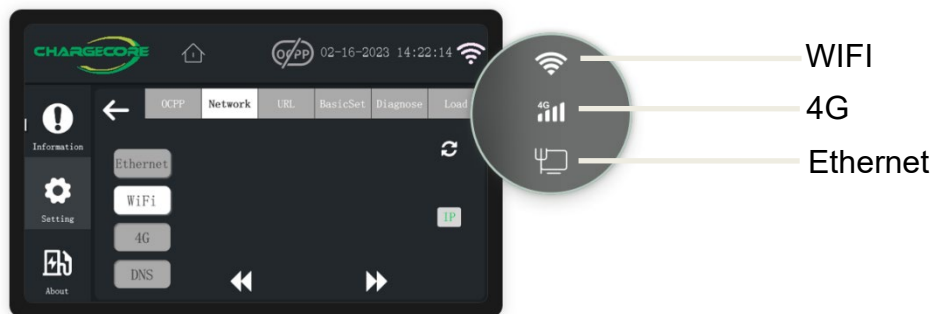 CHARGECORE
OCPP 02-16-2023 14:22:14
OCPP Network URL BasicSet Diagnose Load
Information
Setting
About
Ethernet
WiFi
4G
DNS
IP
4G
WIFI
4G
Ethernet